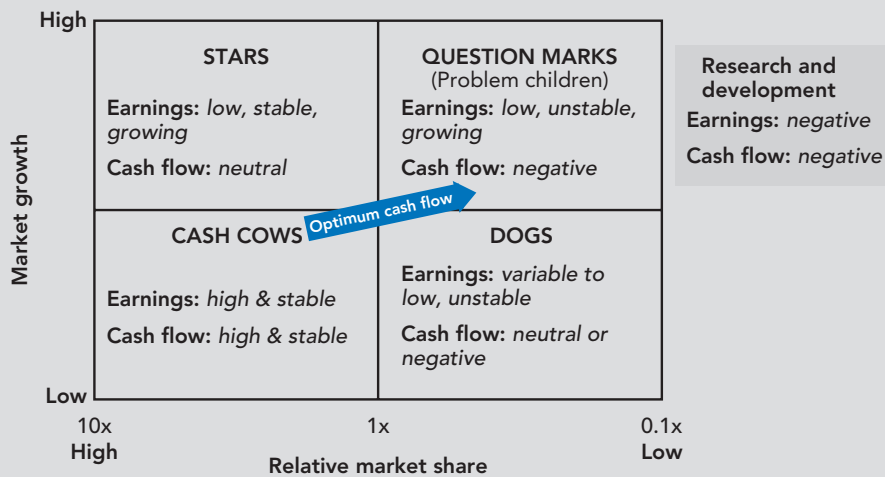 High
STARS
Earnings: low, stable,
growing
Cash flow: neutral
QUESTION MARKS
(Problem children)
Earnings: low, unstable,
growing
Cash flow: negative
Research and
development
Earnings: negative
Cash flow: negative
Market growth
Optimum cash flow
CASH COWS
Earnings: high & stable
Cash flow: high & stable
DOGS
Earnings: variable to
low, unstable
Cash flow: neutral or
negative
Low
10x
High
1x
0.1x
Low
Relative market share